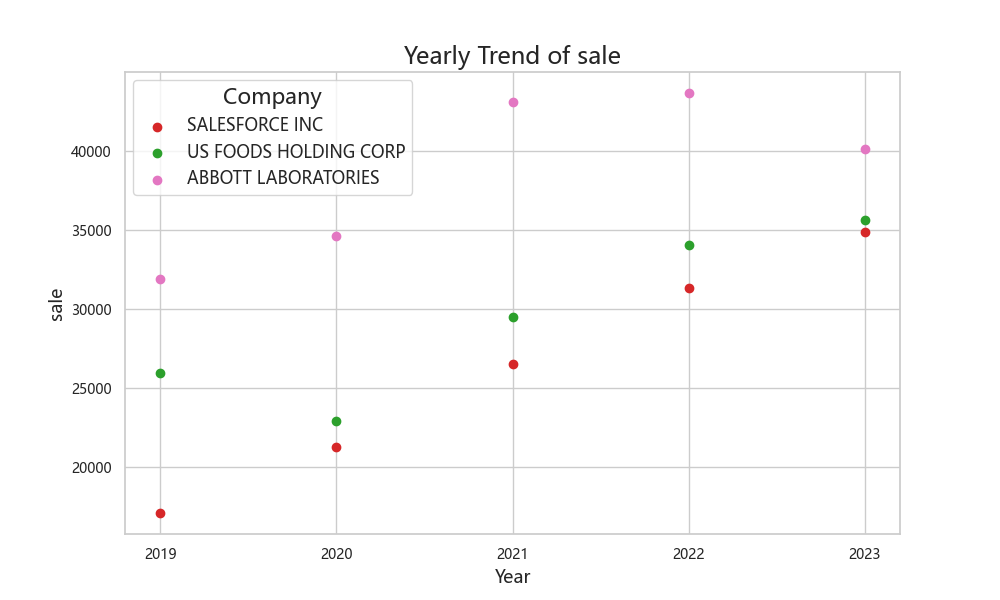 Yearly Trend of sale
Company
SALESFORCE INC
US FOODS HOLDING CORP
ABBOTT LABORATORIES
40000
35000
30000
25000
20000
sale
2019 2020 2021 2022 2023
Year